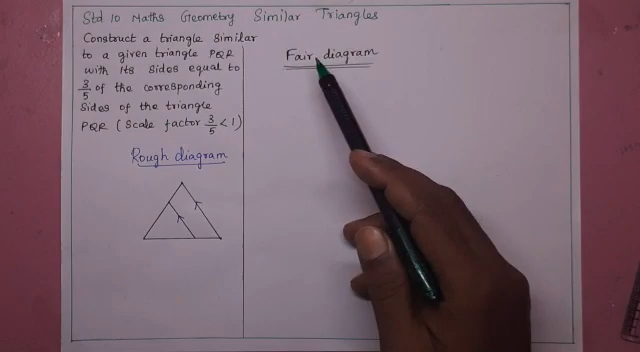 Std 10 Maths Geometry Similar Triangles
Construct a triangle similar
to a given triangle PQR
with its sides equal to
3/5 of the corresponding
sides of the triangle
PQR (Scale factor 3/5 < 1)
Rough diagram
Fair diagram